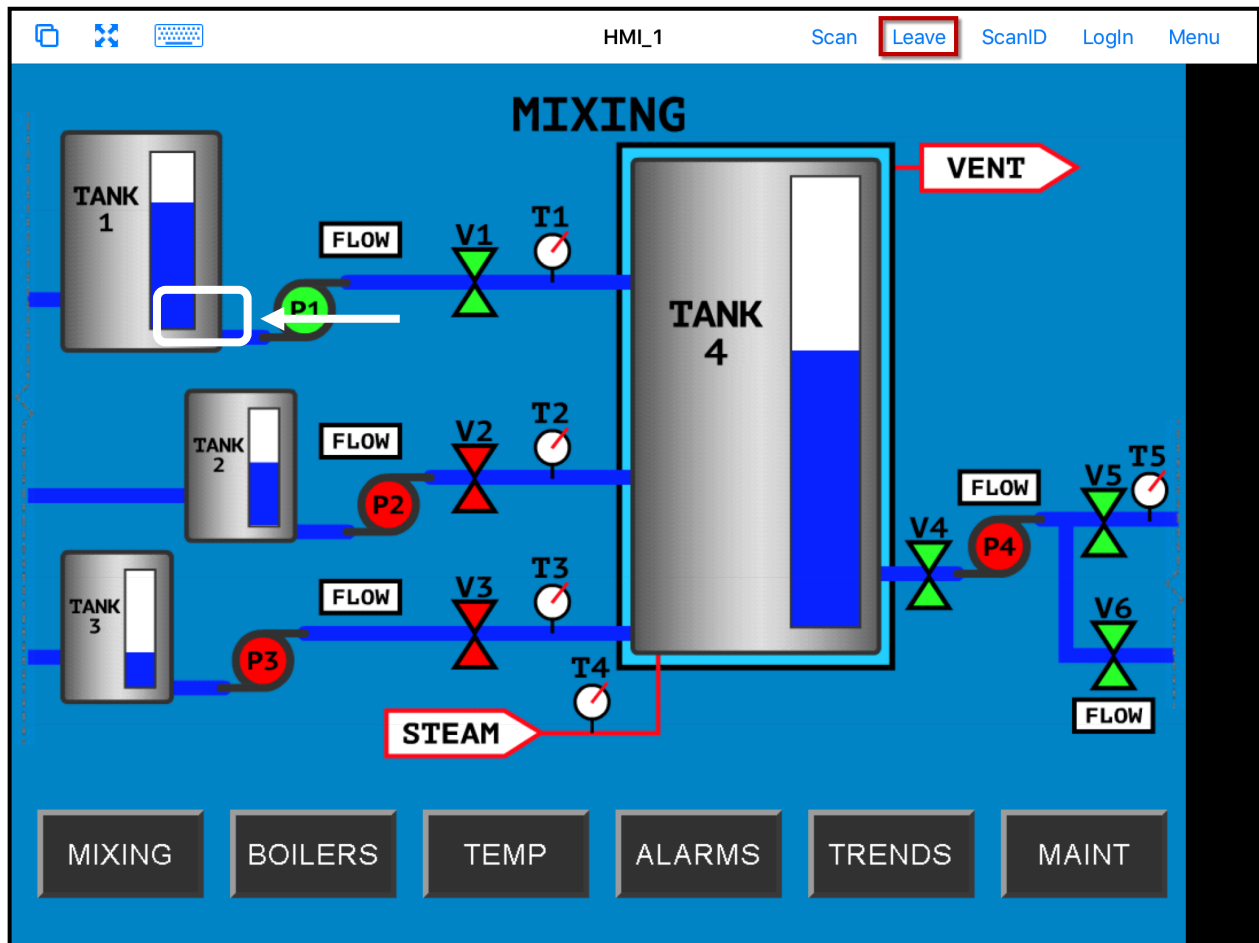 HMI_1 Scan Leave ScanID LogIn Menu
MIXING
VENT
TANK
1
FLOW
V1
T1
P1
TANK
4
TANK
2
FLOW
V2
T2
P2
TANK
3
FLOW
V3
T3
P3
T4
STEAM
V4
FLOW
P4
V5
T5
V6
FLOW
MIXING BOILERS TEMP ALARMS TRENDS MAINT